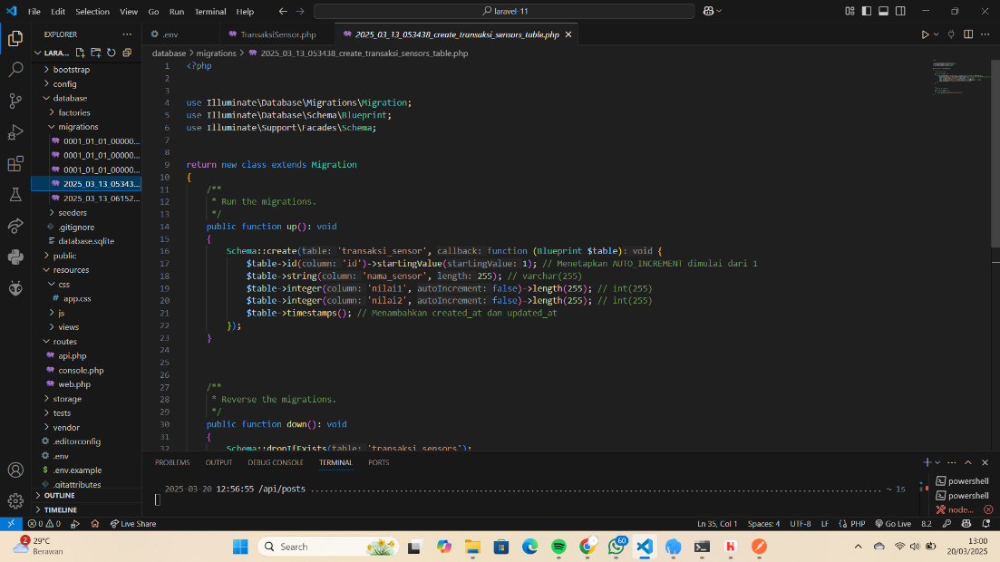 File Edit Selection View Go Run Terminal Help
laravel-11
EXPLORER
.env
TransaksiSensor.php
2025_03_13_053438_create_transaksi_sensors_table.php
LARA...
database > migrations > 2025_03_13_053438_create_transaksi_sensors_table.php
bootstrap
config
database
factories
migrations
0001_01_01_00000...
0001_01_01_00000...
0001_01_01_00000...
2025_03_13_05343...
2025_03_13_06152...
seeders
.gitignore
database.sqlite
public
resources
css
app.css
js
views
routes
api.php
console.php
web.php
storage
tests
vendor
.editorconfig
.env
.env.example
.gitattributes
OUTLINE
TIMELINE
1 <?php
2
3
4 use Illuminate\Database\Migrations\Migration;
5 use Illuminate\Database\Schema\Blueprint;
6 use Illuminate\Support\Facades\Schema;
7
8
9 return new class extends Migration
10 {
11 /**
12 * Run the migrations.
13 */
14 public function up(): void
15 {
16 Schema::create(table: 'transaksi_sensor', callback: function (Blueprint $table): void {
17 $table->id(column: 'id')->startingValue(startingValue: 1); // Menetapkan AUTO_INCREMENT dimulai dari 1
18 $table->string(column: 'nama_sensor', length: 255); // varchar(255)
19 $table->integer(column: 'nilai1', autoIncrement: false)->length(255); // int(255)
20 $table->integer(column: 'nilai2', autoIncrement: false)->length(255); // int(255)
21 $table->timestamps(); // Menambahkan created_at dan updated_at
22 });
23 }
24
25
26
27 /**
28 * Reverse the migrations.
29 */
30 public function down(): void
31 {
32 Schema::dropIfExists(table: 'transaksi_sensors');
PROBLEMS OUTPUT DEBUG CONSOLE TERMINAL PORTS
2025-03-20 12:56:55 /api/posts ........................................ ~ 1s
powershell
powershell
node...
0 0
Live Share
Ln 35, Col 1 Spaces: 4 UTF-8 LF PHP Go Live 8.2
2
29°C
Berawan
Search
60
13:00
20/03/2025